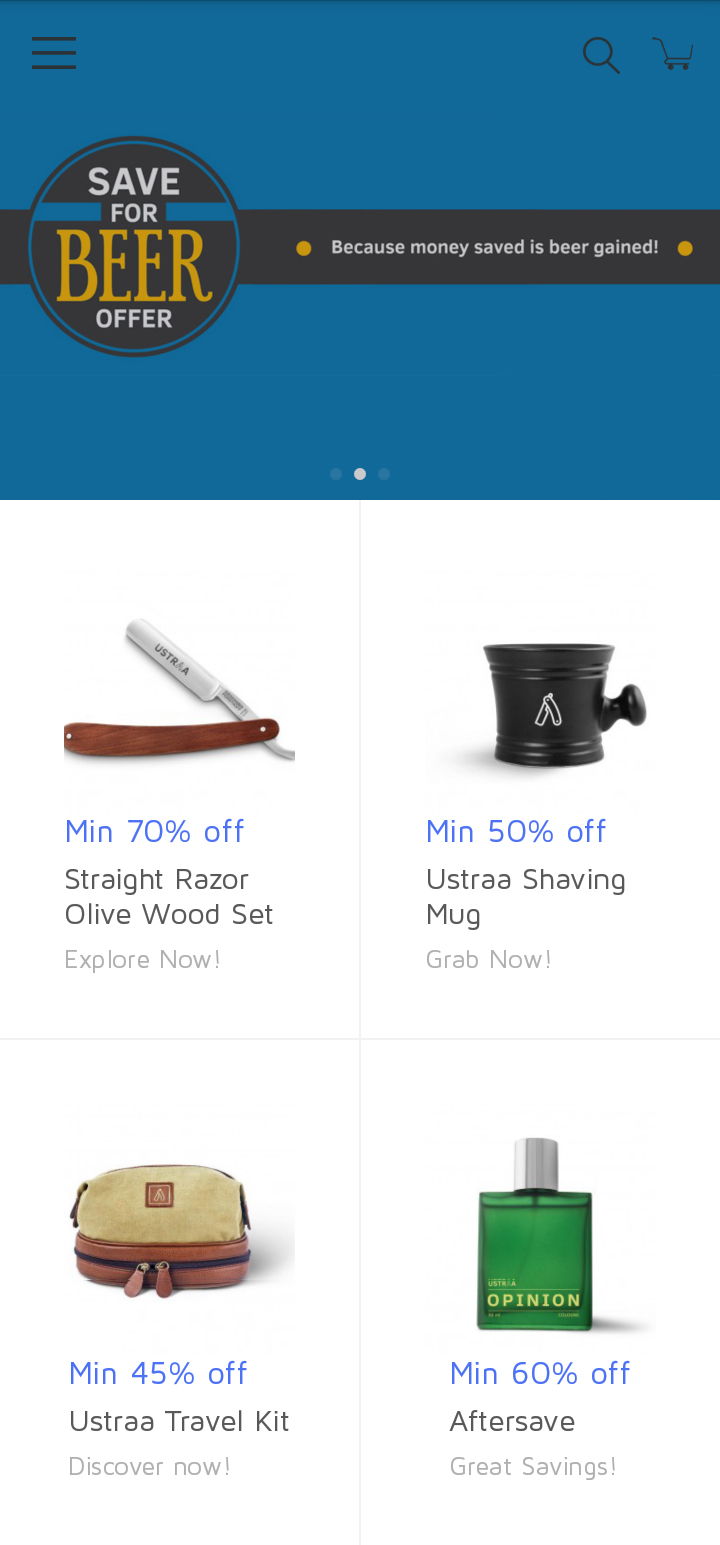 SAVE
FOR
BEER
OFFER
Because money saved is beer gained!
USTRAA
Min 70% off
Straight Razor
Olive Wood Set
Explore Now!
Min 50% off
Ustraa Shaving
Mug
Grab Now!
Min 45% off
Ustraa Travel Kit
Discover now!
USTRAA
OPINION
COLOGNE
Min 60% off
Aftersave
Great Savings!